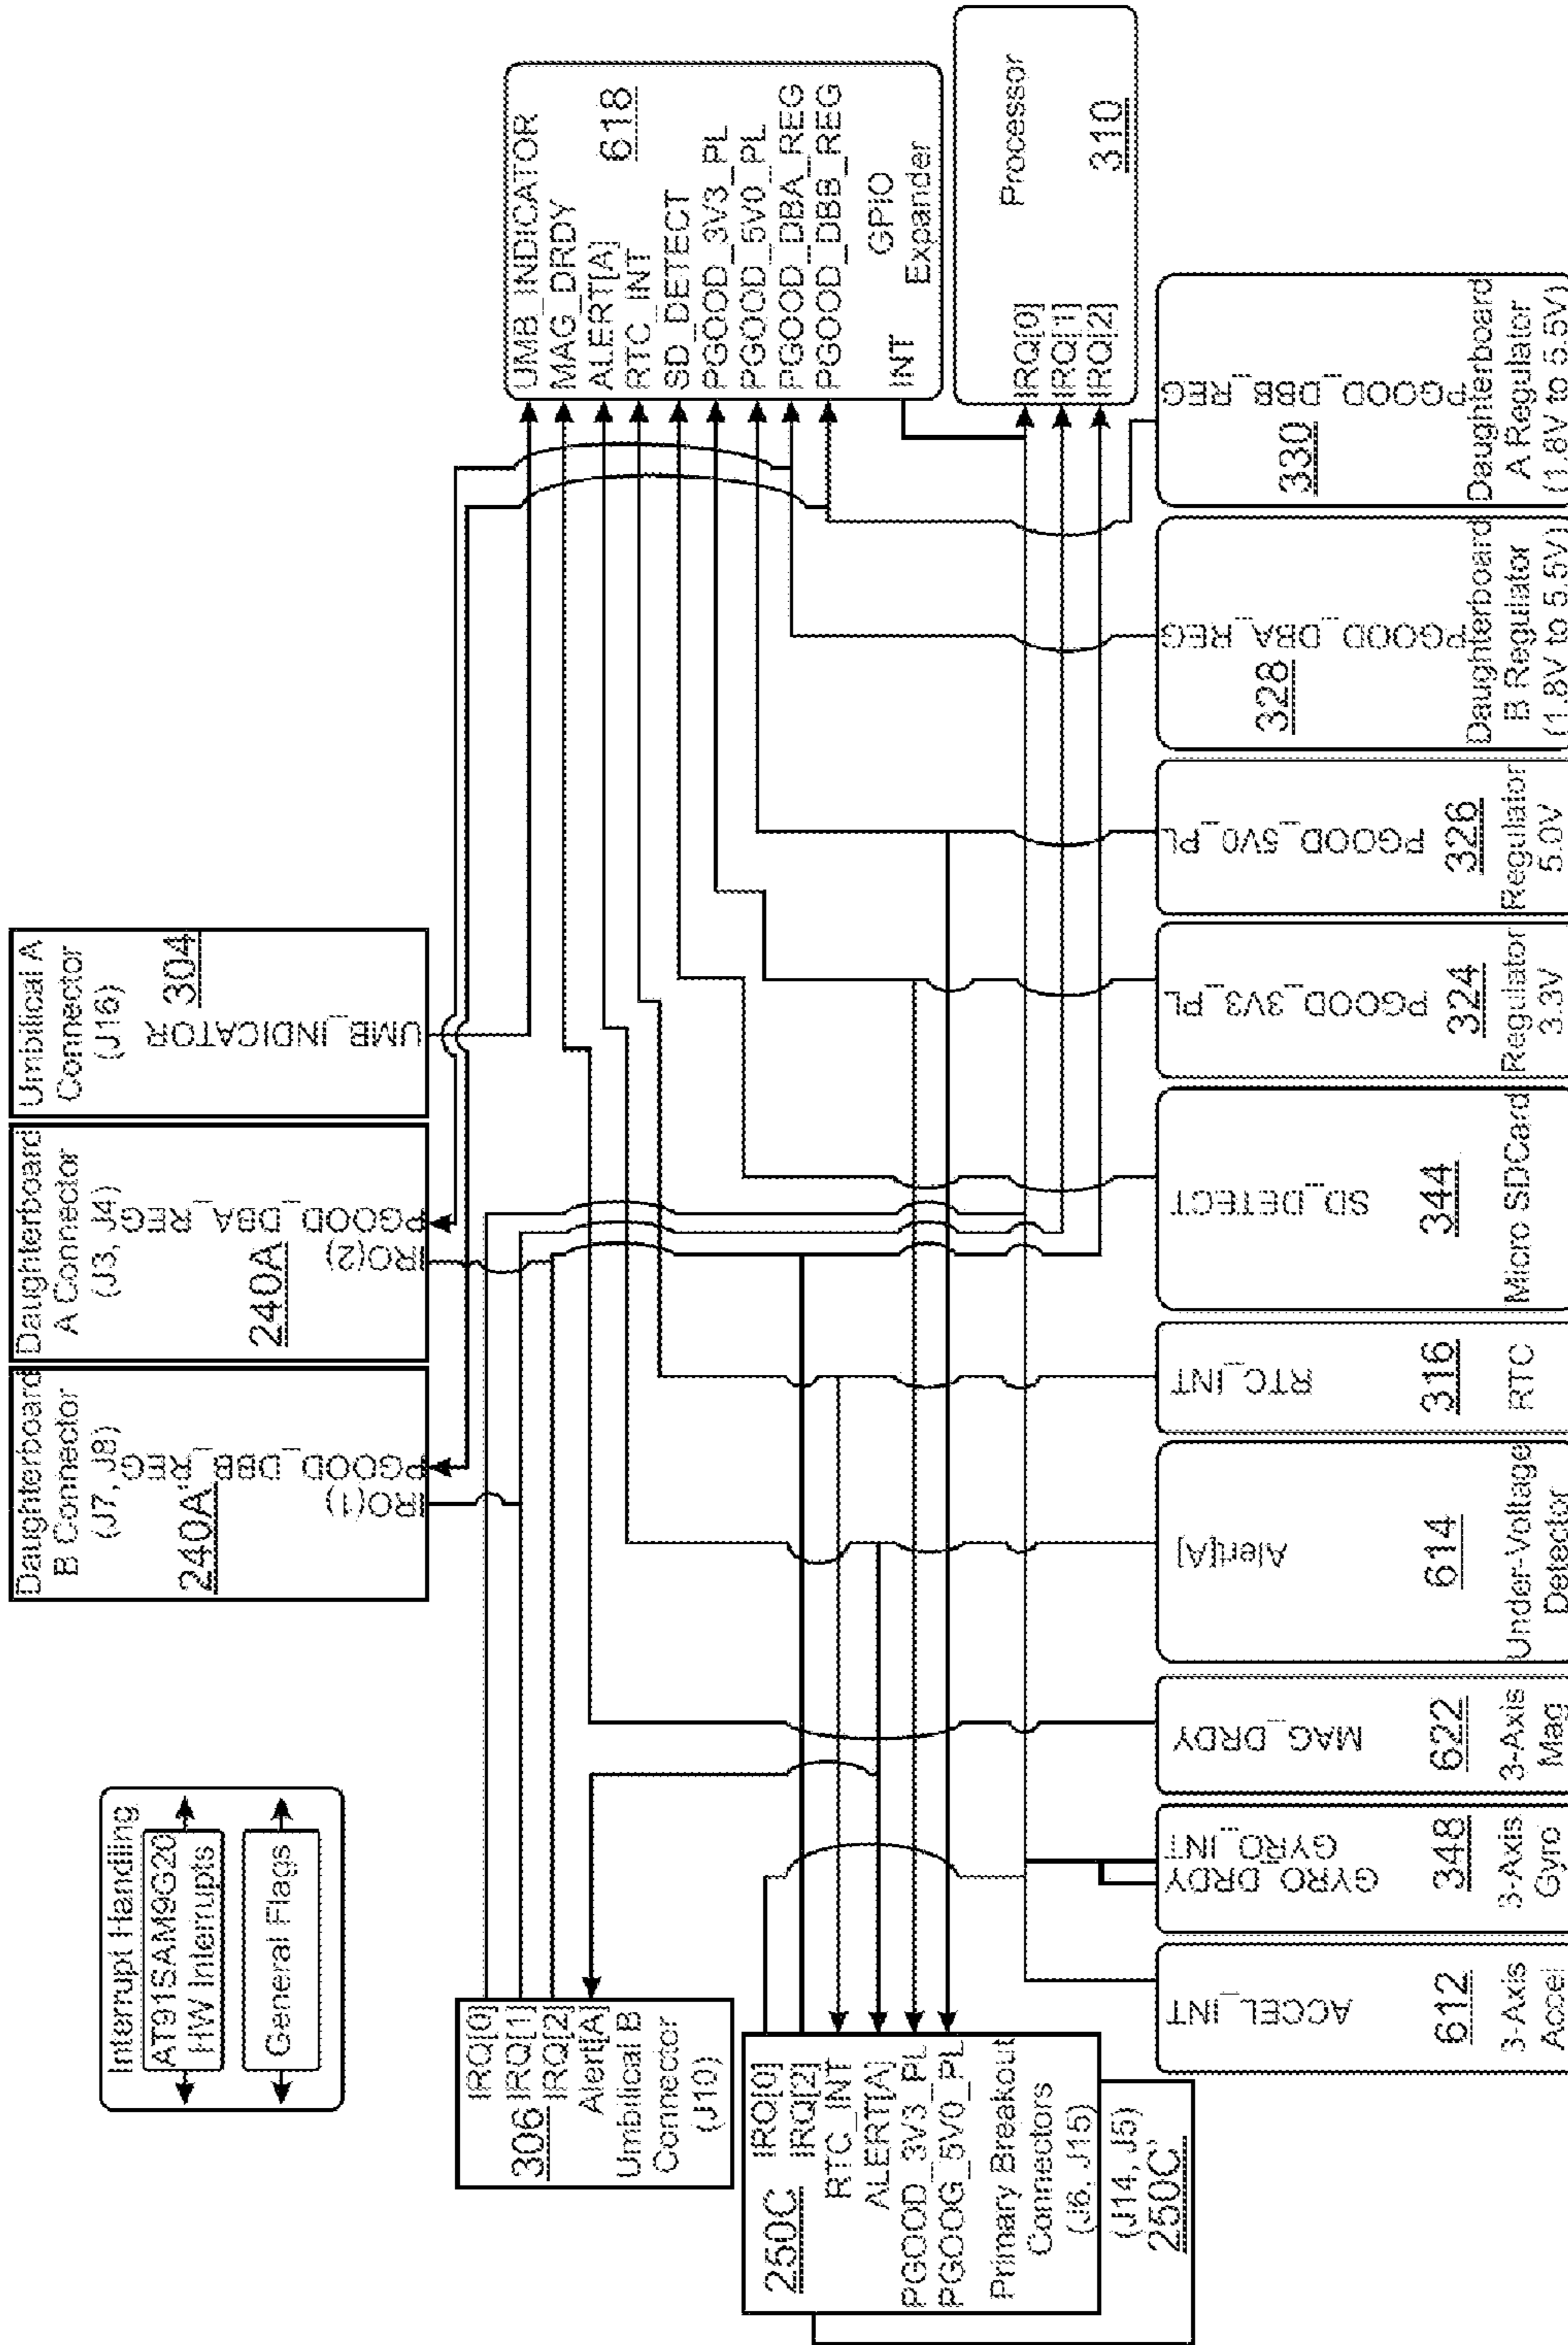 Interrupt Handling
AT91SAM9G20
HW Interrupts
General Flags
Daughterboard
B Connector
(J7, J8)
240A'
PGOOD_DBB_REG
IRO(1)
Daughterboard
A Connector
(J3, J4)
240A
PGOOD_DBA_REG
IRO(2)
Umbilical A
Connector
(J16)
304
UMB_INDICATOR
IRQ[0]
306
IRQ[1]
IRQ[2]
Alert[A]
Umbilical B
Connector
(J10)
250C
IRQ[0]
IRQ[2]
RTC_INT
ALERT[A]
PGOOD_3V3_PL
PGOOG_5V0_PL
Primary Breakout
Connectors
(J6, J15)
(J14, J5)
250C'
UMB_INDICATOR
MAG_DRDY
ALERT[A]
618
RTC_INT
SD_DETECT
PGOOD_3V3_PL
PGOOD_5V0_PL
PGOOD_DBA_REG
PGOOD_DBB_REG
GPIO
Expander
INT
Processor
IRQ[0]
IRQ[1]
IRQ[2]
310
ACCEL_INT
612
3-Axis
Accel
GYRO_DRDY
GYRO_INT
348
3-Axis
Gyro
MAG_DRDY
622
3-Axis
Mag
Alert[A]
614
Under-Voltage
Detector
RTC_INT
316
RTC
SD_DETECT
344
Micro SDCard
PGOOD_3V3_PL
324
Regulator
3.3V
PGOOD_5V0_PL
326
Regulator
5.0V
PGOOD_DBA_REG
328
Daughterboard
B Regulator
(1.8V to 5.5V)
PGOOD_DBB_REG
330
Daughterboard
A Regulator
(1.8V to 5.5V)